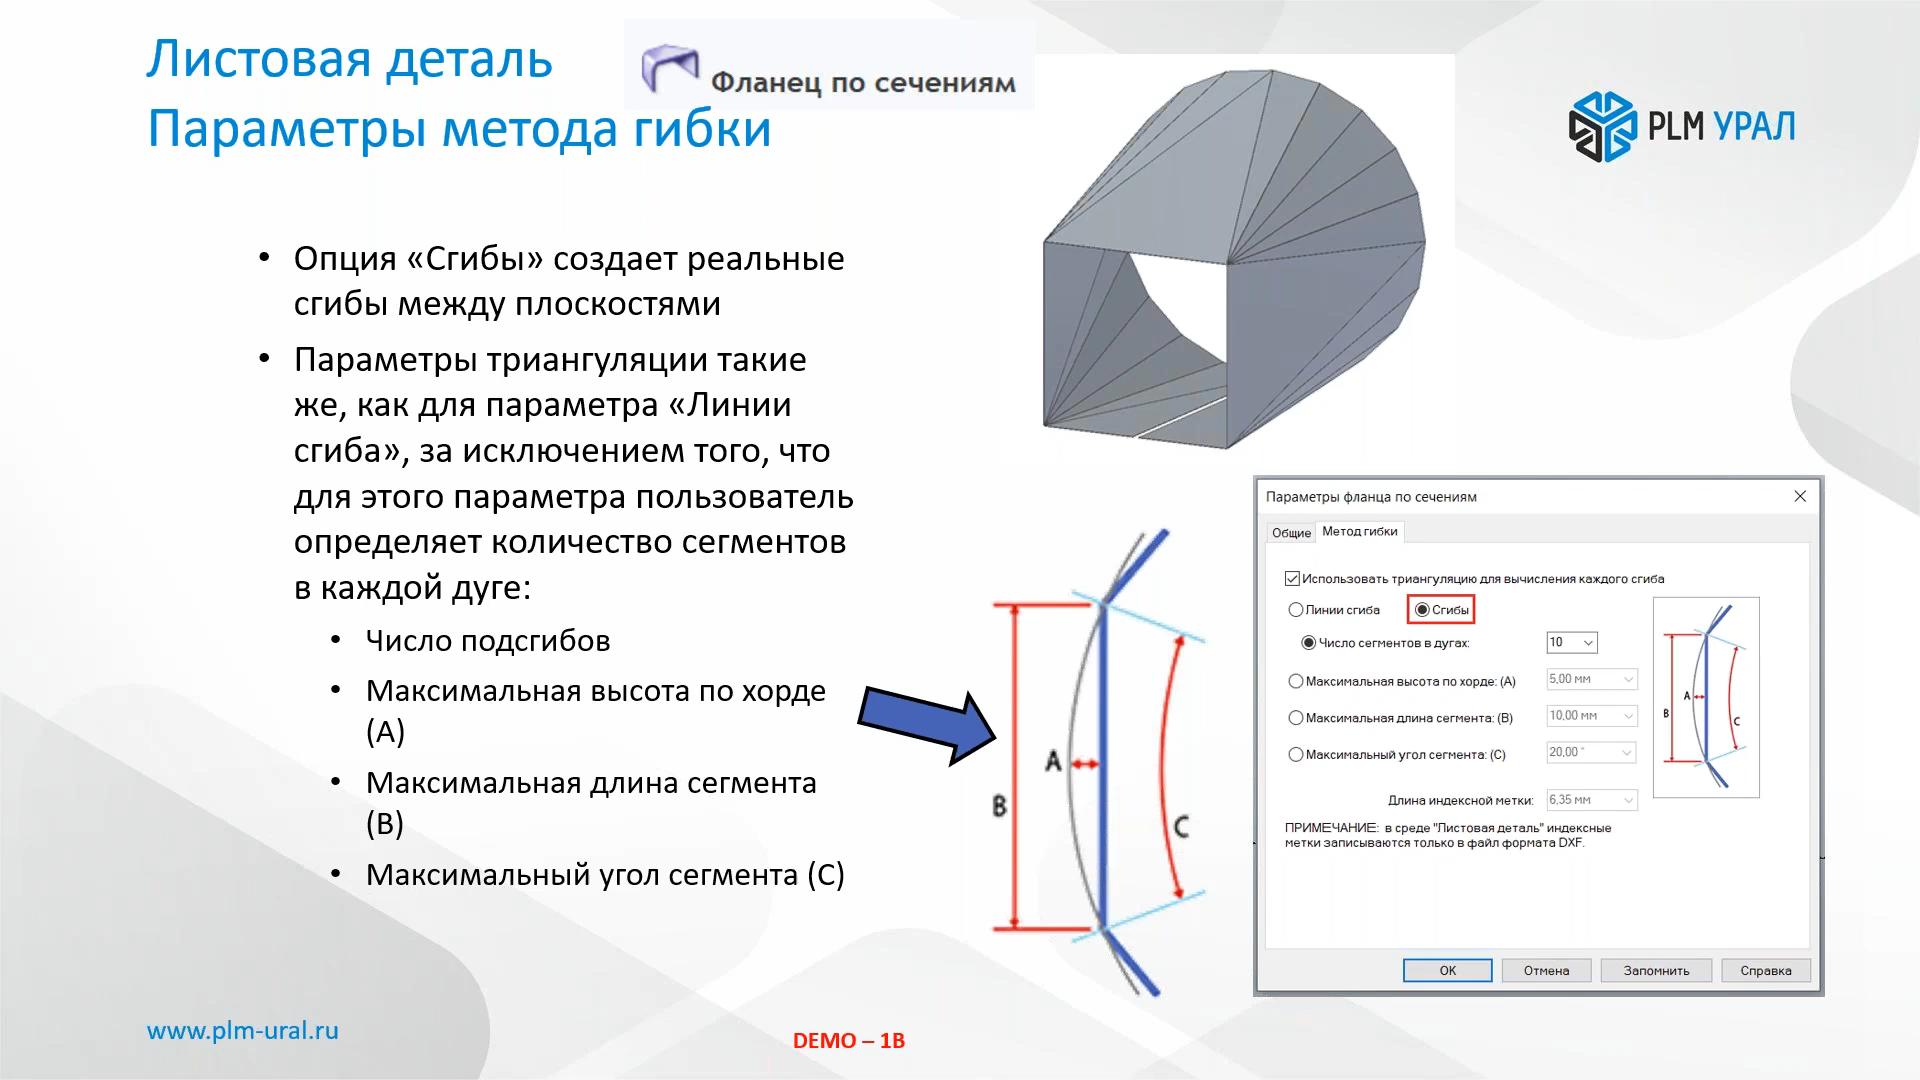 Листовая деталь
Фланец по сечениям
Параметры метода гибки
PLM УРАЛ
• Опция «Сгибы» создает реальные
сгибы между плоскостями
• Параметры триангуляции такие
же, как для параметра «Линии
сгиба», за исключением того, что
для этого параметра пользователь
определяет количество сегментов
в каждой дуге:
• Число подсгибов
• Максимальная высота по хорде
(A)
• Максимальная длина сегмента
(B)
• Максимальный угол сегмента (C)
A
B
C
Параметры фланца по сечениям
Общие
Метод гибки
Использовать триангуляцию для вычисления каждого сгиба
Линии сгиба
Сгибы
Число сегментов в дугах:
10
Максимальная высота по хорде: (A)
5,00 мм
Максимальная длина сегмента: (B)
10,00 мм
Максимальный угол сегмента: (C)
20,00 °
A
B
C
Длина индексной метки:
6,35 мм
ПРИМЕЧАНИЕ: в среде "Листовая деталь" индексные
метки записываются только в файл формата DXF.
OK
Отмена
Запомнить
Справка
www.plm-ural.ru
DEMO – 1B